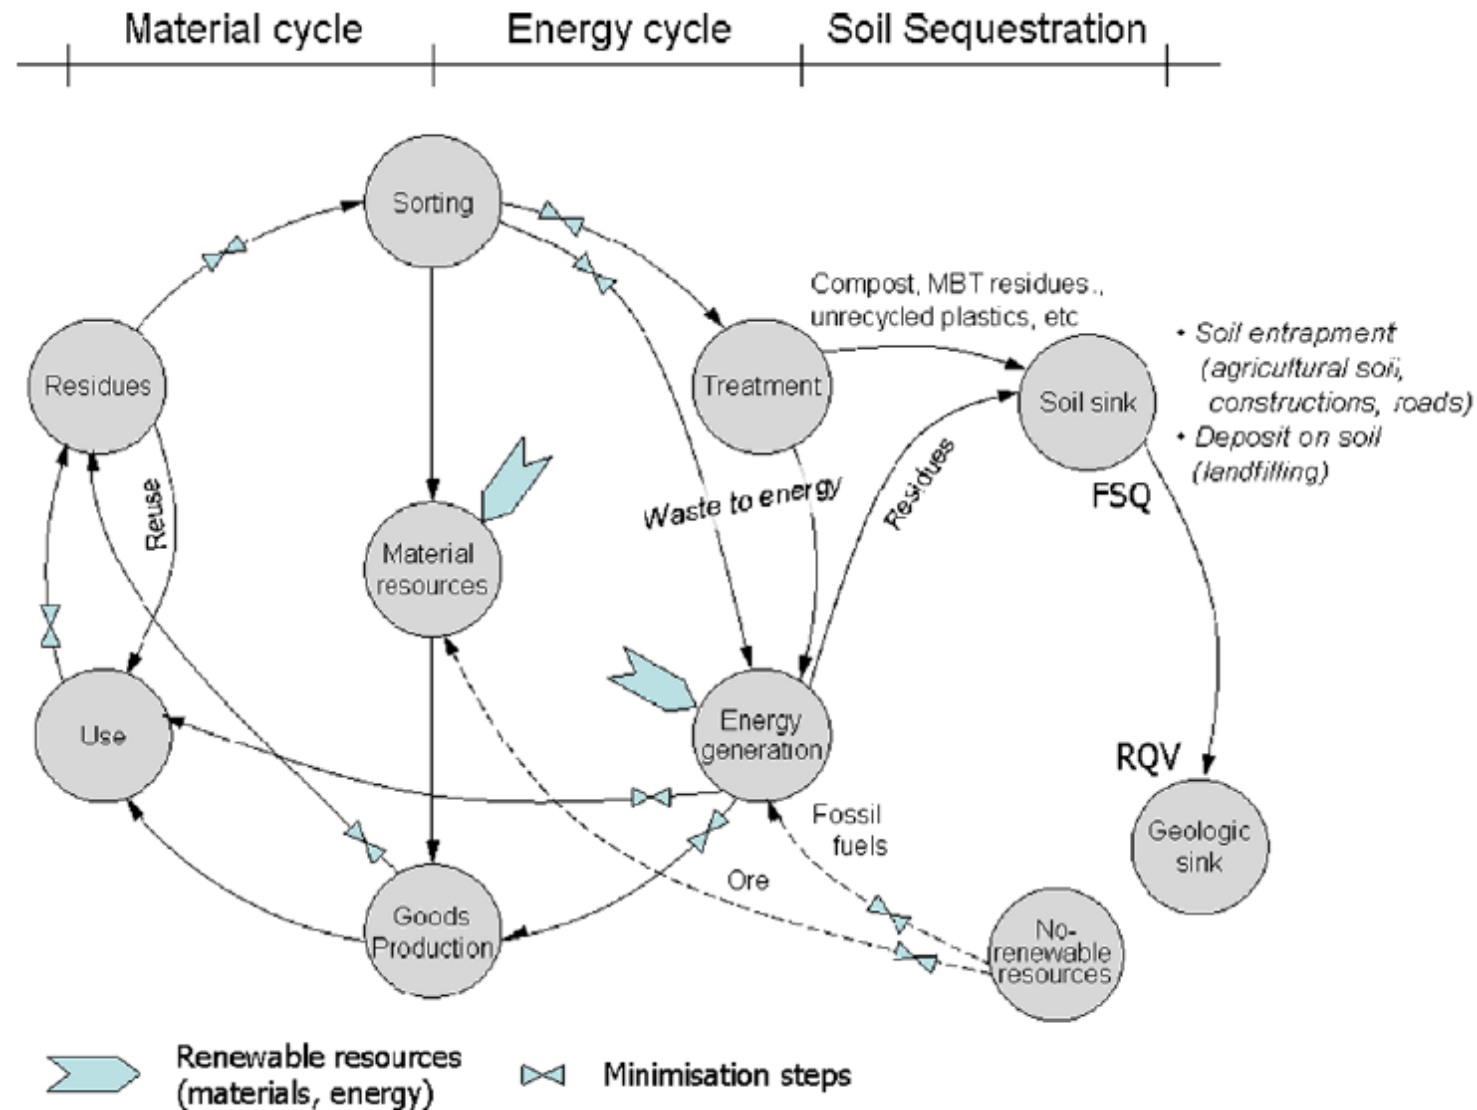 Material cycle
Energy cycle
Soil Sequestration
Sorting
Compost, MBT residues.,
unrecycled plastics, etc
Residues
Treatment
Soil sink
• Soil entrapment
(agricultural soil,
constructions, roads)
• Deposit on soil
(landfilling)
FSQ
Reuse
Waste to energy
Residues
Material
resources
Use
Energy
generation
RQV
Fossil
fuels
Geologic
sink
Ore
Goods
Production
No-
renewable
resources
Renewable resources
(materials, energy)
Minimisation steps